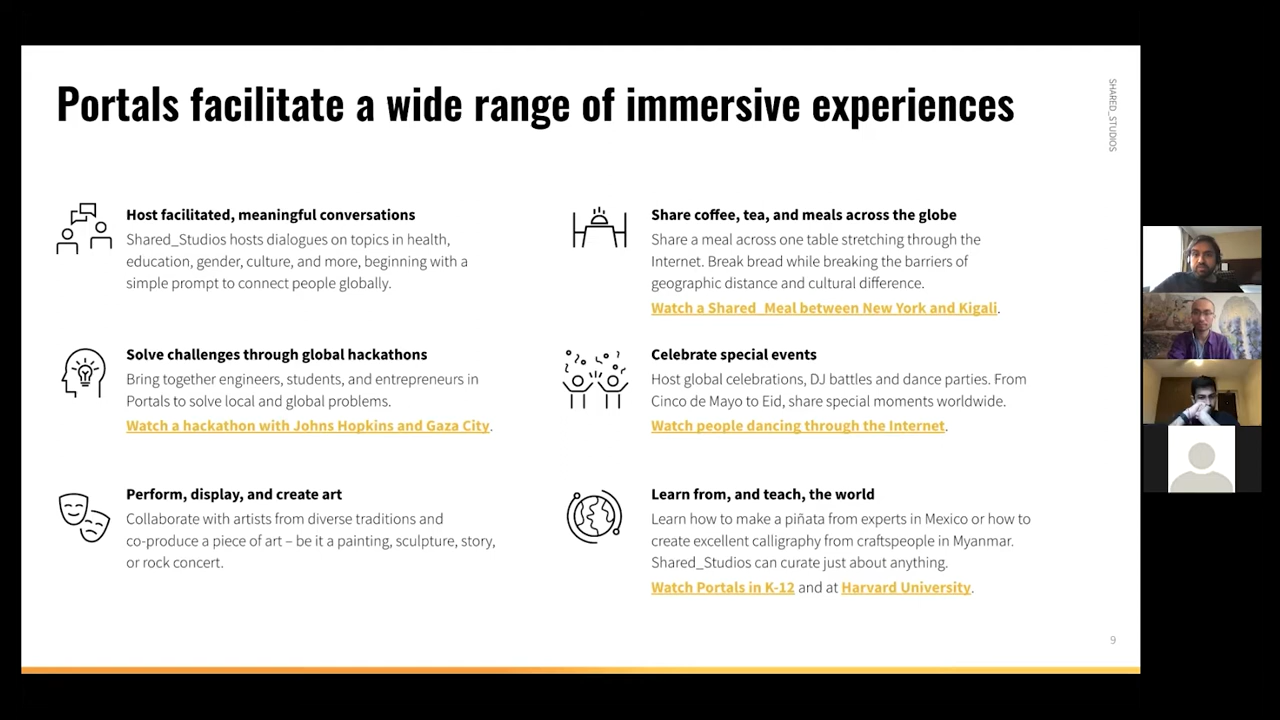 Portals facilitate a wide range of immersive experiences
SHARED_STUDIOS
Host facilitated, meaningful conversations
Shared_Studios hosts dialogues on topics in health,
education, gender, culture, and more, beginning with a
simple prompt to connect people globally.
Share coffee, tea, and meals across the globe
Share a meal across one table stretching through the
Internet. Break bread while breaking the barriers of
geographic distance and cultural difference.
Watch a Shared_Meal between New York and Kigali.
Solve challenges through global hackathons
Bring together engineers, students, and entrepreneurs in
Portals to solve local and global problems.
Watch a hackathon with Johns Hopkins and Gaza City.
Celebrate special events
Host global celebrations, DJ battles and dance parties. From
Cinco de Mayo to Eid, share special moments worldwide.
Watch people dancing through the Internet.
Perform, display, and create art
Collaborate with artists from diverse traditions and
co-produce a piece of art – be it a painting, sculpture, story,
or rock concert.
Learn from, and teach, the world
Learn how to make a piñata from experts in Mexico or how to
create excellent calligraphy from craftspeople in Myanmar.
Shared_Studios can curate just about anything.
Watch Portals in K-12 and at Harvard University.
9